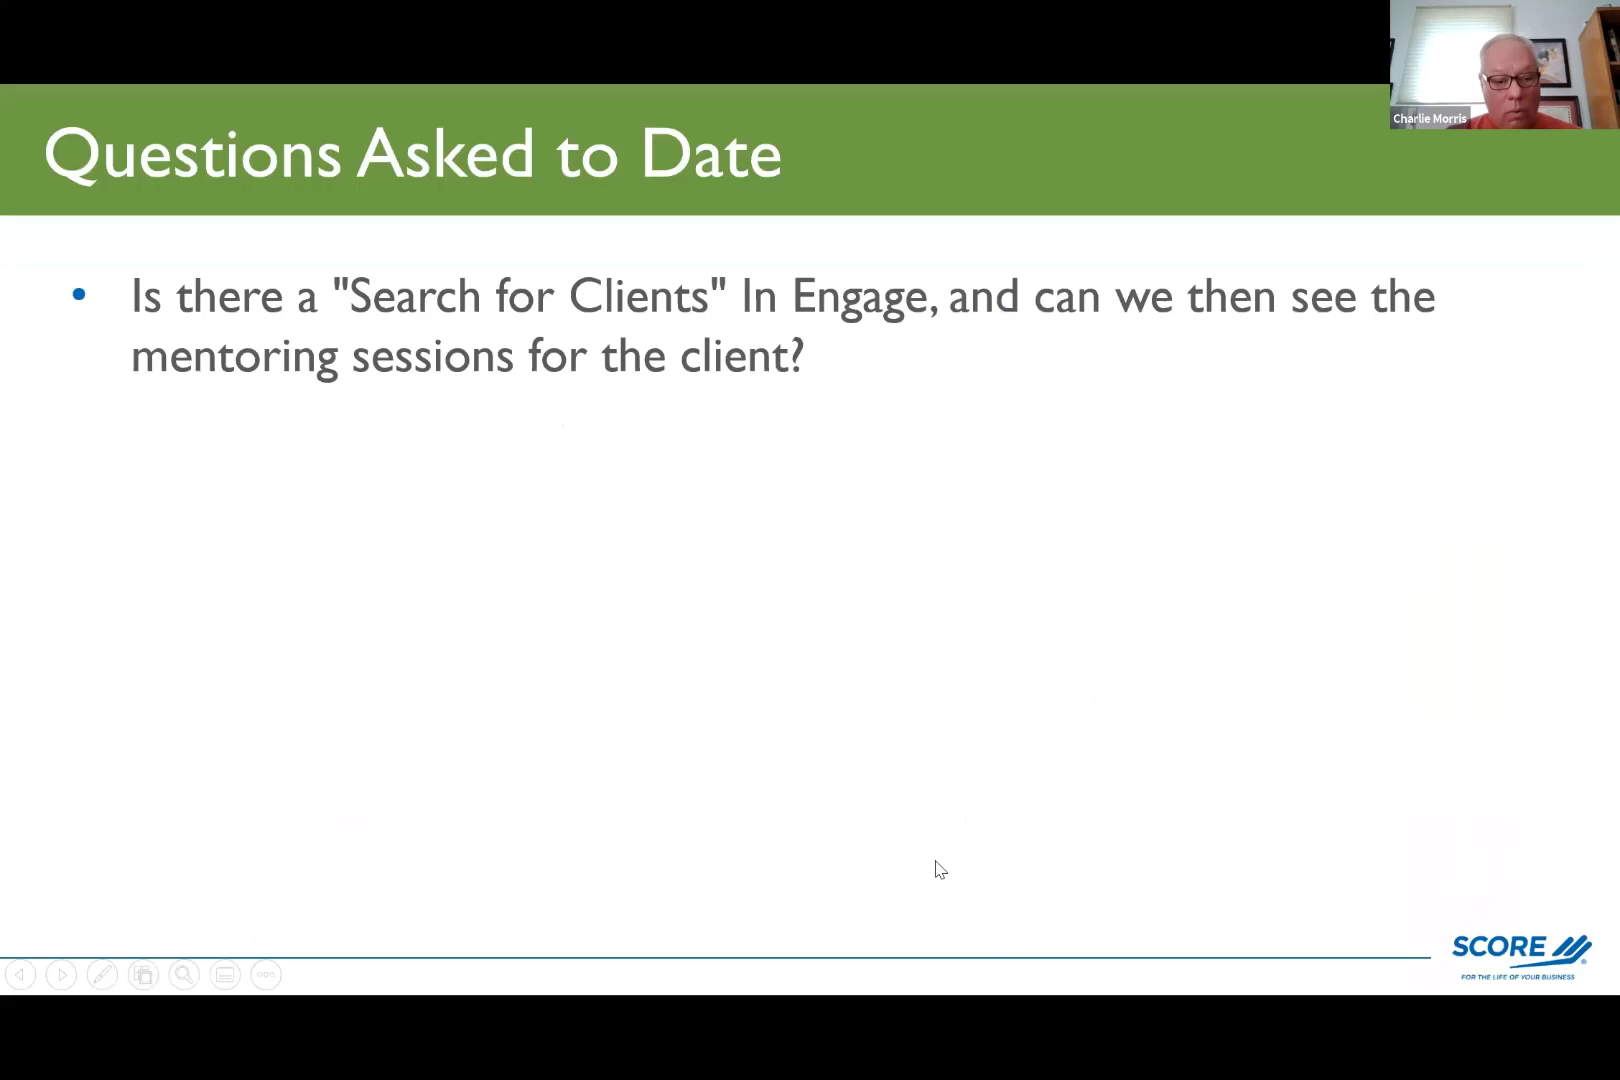 Charlie Morris
Questions Asked to Date
• Is there a "Search for Clients" In Engage, and can we then see the
mentoring sessions for the client?
SCORE
FOR THE LIFE OF YOUR BUSINESS